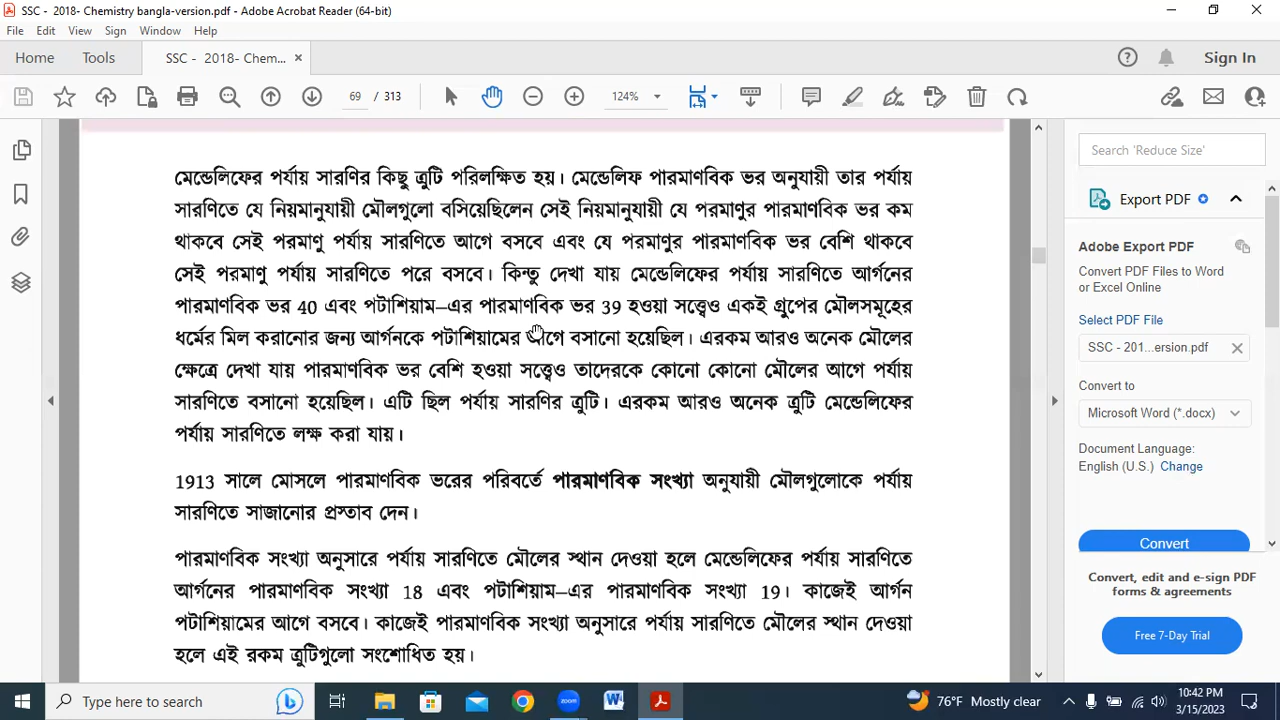 SSC - 2018- Chemistry bangla-version.pdf - Adobe Acrobat Reader (64-bit)
File Edit View Sign Window Help
Home Tools SSC - 2018- Chem... × Sign In
69 / 313 124%
Search 'Reduce Size'
Export PDF
Adobe Export PDF
Convert PDF Files to Word
or Excel Online
Select PDF File
SSC - 201...ersion.pdf
Convert to
Microsoft Word (*.docx)
Document Language:
English (U.S.) Change
Convert
Convert, edit and e-sign PDF
forms & agreements
Free 7-Day Trial
মেন্ডেলিফের পর্যায় সারণির কিছু ত্রুটি পরিলক্ষিত হয়। মেন্ডেলিফ পারমাণবিক ভর অনুযায়ী তার পর্যায়
সারণিতে যে নিয়মানুযায়ী মৌলগুলো বসিয়েছিলেন সেই নিয়মানুযায়ী যে পরমাণুর পারমাণবিক ভর কম
থাকবে সেই পরমাণু পর্যায় সারণিতে আগে বসবে এবং যে পরমাণুর পারমাণবিক ভর বেশি থাকবে
সেই পরমাণু পর্যায় সারণিতে পরে বসবে। কিন্তু দেখা যায় মেন্ডেলিফের পর্যায় সারণিতে আর্গনের
পারমাণবিক ভর 40 এবং পটাশিয়াম–এর পারমাণবিক ভর 39 হওয়া সত্ত্বেও একই গ্রুপের মৌলসমূহের
ধর্মের মিল করানোর জন্য আর্গনকে পটাশিয়ামের আগে বসানো হয়েছিল। এরকম আরও অনেক মৌলের
ক্ষেত্রে দেখা যায় পারমাণবিক ভর বেশি হওয়া সত্ত্বেও তাদেরকে কোনো কোনো মৌলের আগে পর্যায়
সারণিতে বসানো হয়েছিল। এটি ছিল পর্যায় সারণির ত্রুটি। এরকম আরও অনেক ত্রুটি মেন্ডেলিফের
পর্যায় সারণিতে লক্ষ করা যায়।
1913 সালে মোসলে পারমাণবিক ভরের পরিবর্তে পারমাণবিক সংখ্যা অনুযায়ী মৌলগুলোকে পর্যায়
সারণিতে সাজানোর প্রস্তাব দেন।
পারমাণবিক সংখ্যা অনুসারে পর্যায় সারণিতে মৌলের স্থান দেওয়া হলে মেন্ডেলিফের পর্যায় সারণিতে
আর্গনের পারমাণবিক সংখ্যা 18 এবং পটাশিয়াম–এর পারমাণবিক সংখ্যা 19। কাজেই আর্গন
পটাশিয়ামের আগে বসবে। কাজেই পারমাণবিক সংখ্যা অনুসারে পর্যায় সারণিতে মৌলের স্থান দেওয়া
হলে এই রকম ত্রুটিগুলো সংশোধিত হয়।
Type here to search
76°F Mostly clear
10:42 PM
3/15/2023